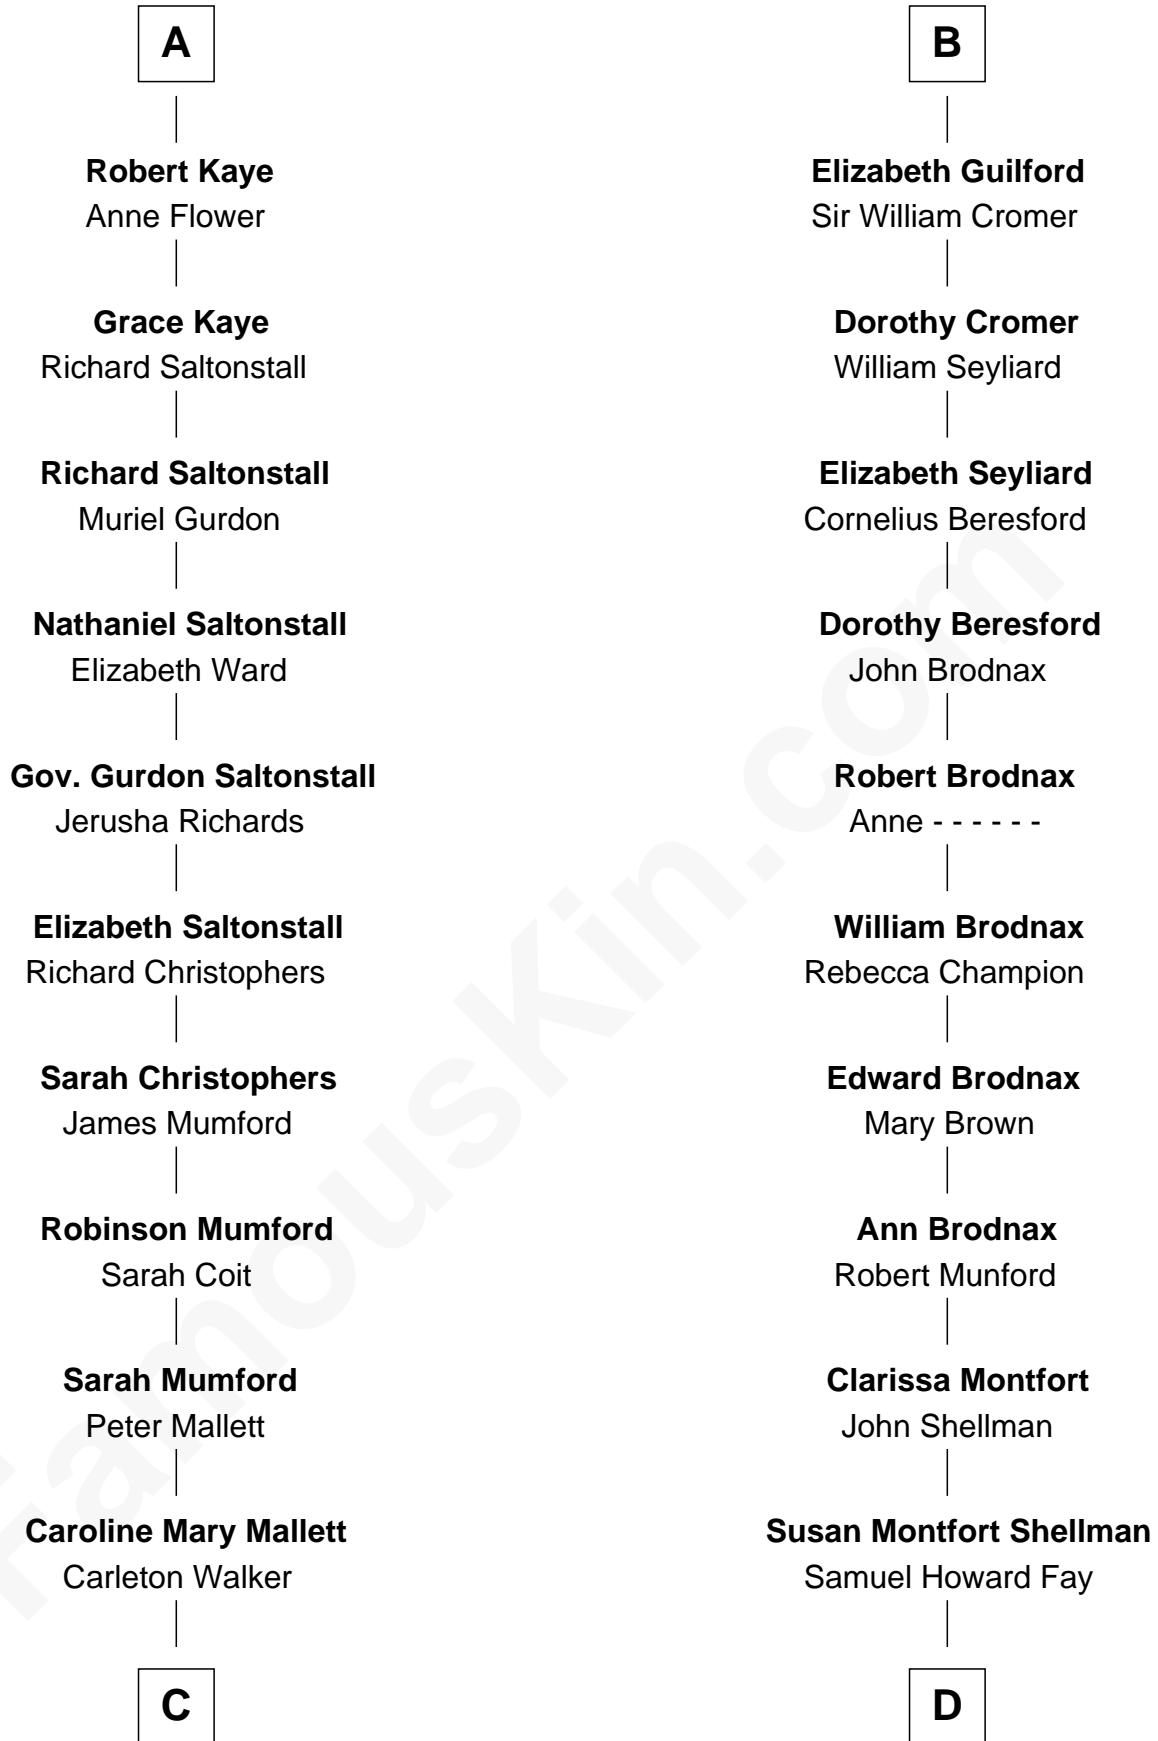 A
Robert Kaye
Anne Flower
Grace Kaye
Richard Saltonstall
Richard Saltonstall
Muriel Gurdon
Nathaniel Saltonstall
Elizabeth Ward
Gov. Gurdon Saltonstall
Jerusha Richards
Elizabeth Saltonstall
Richard Christophers
Sarah Christophers
James Mumford
Robinson Mumford
Sarah Coit
Sarah Mumford
Peter Mallett
Caroline Mary Mallett
Carleton Walker
C
B
Elizabeth Guilford
Sir William Cromer
Dorothy Cromer
William Seyliard
Elizabeth Seyliard
Cornelius Beresford
Dorothy Beresford
John Brodnax
Robert Brodnax
Anne - - - - - -
William Brodnax
Rebecca Champion
Edward Brodnax
Mary Brown
Ann Brodnax
Robert Munford
Clarissa Montfort
John Shellman
Susan Montfort Shellman
Samuel Howard Fay
D
FamousKin.com